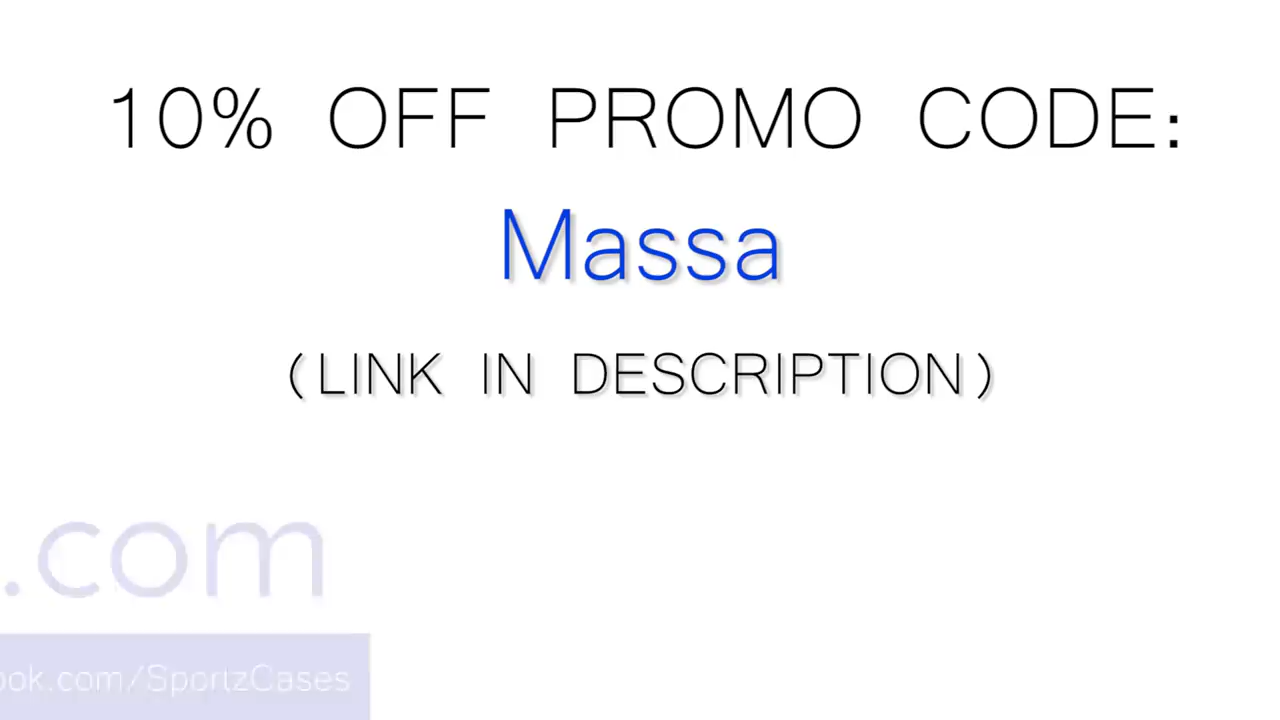 10% OFF PROMO CODE:
Massa
(LINK IN DESCRIPTION)
.com
ook.com/SportzCases